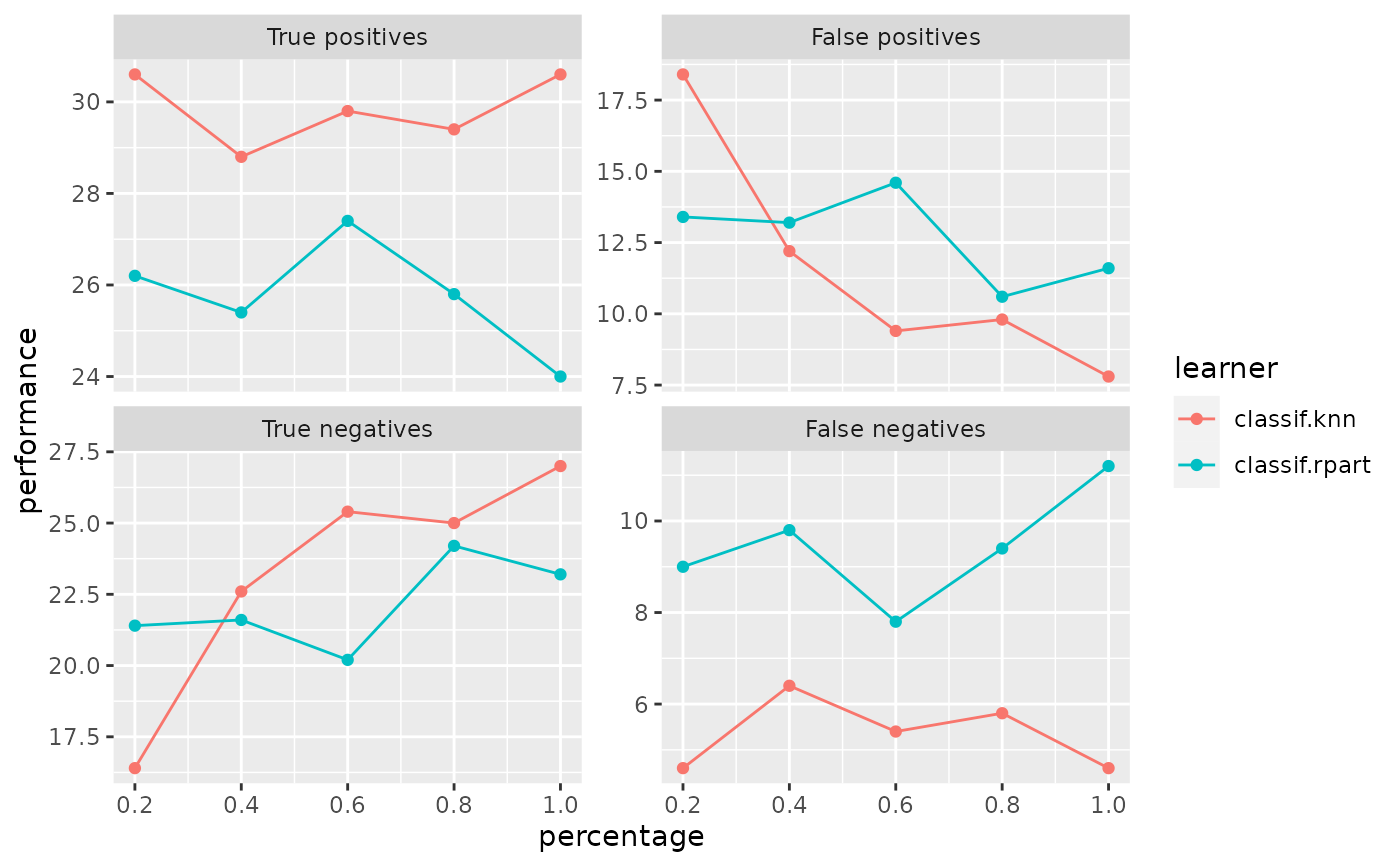 True positives
False positives
30
28
26
24
17.5
15.0
12.5
10.0
7.5
True negatives
False negatives
27.5
25.0
22.5
20.0
17.5
10
8
6
0.2 0.4 0.6 0.8 1.0
0.2 0.4 0.6 0.8 1.0
percentage
performance
learner
classif.knn
classif.rpart